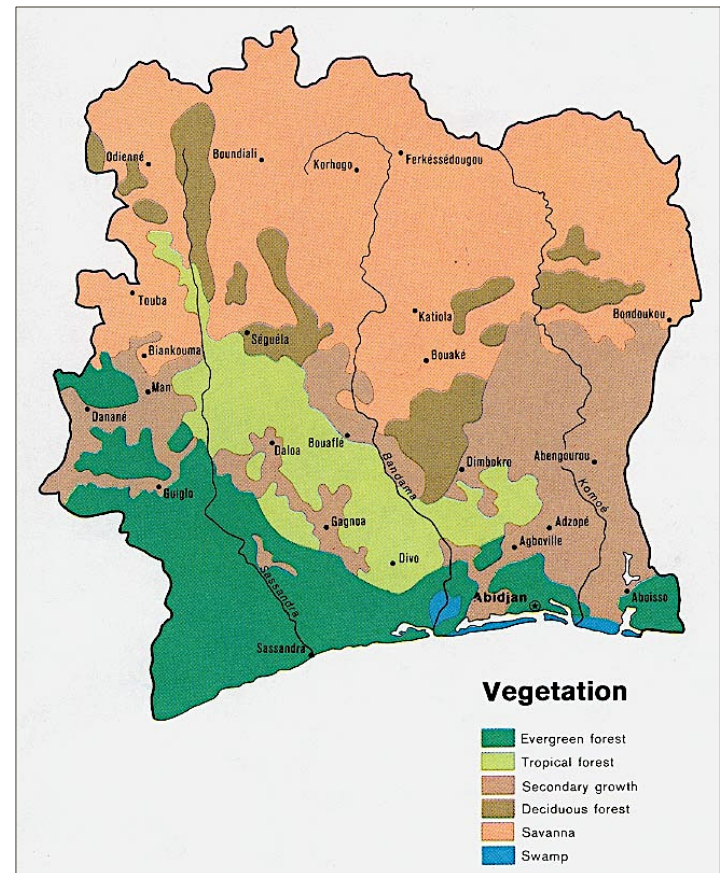 Odienné
Boundiali
Korhogo
Ferkéssédougou
Touba
Katiola
Bondoukou
Séguéla
Biankouma
Bouaké
Man
Danané
Daloa
Bouaflé
Bandama
Dimbokro
Abengourou
Komoé
Guiglo
Gagnoa
Adzopé
Agboville
Divo
Sassandra
Abidjan
Aboisso
Sassandra
Vegetation
Evergreen forest
Tropical forest
Secondary growth
Deciduous forest
Savanna
Swamp